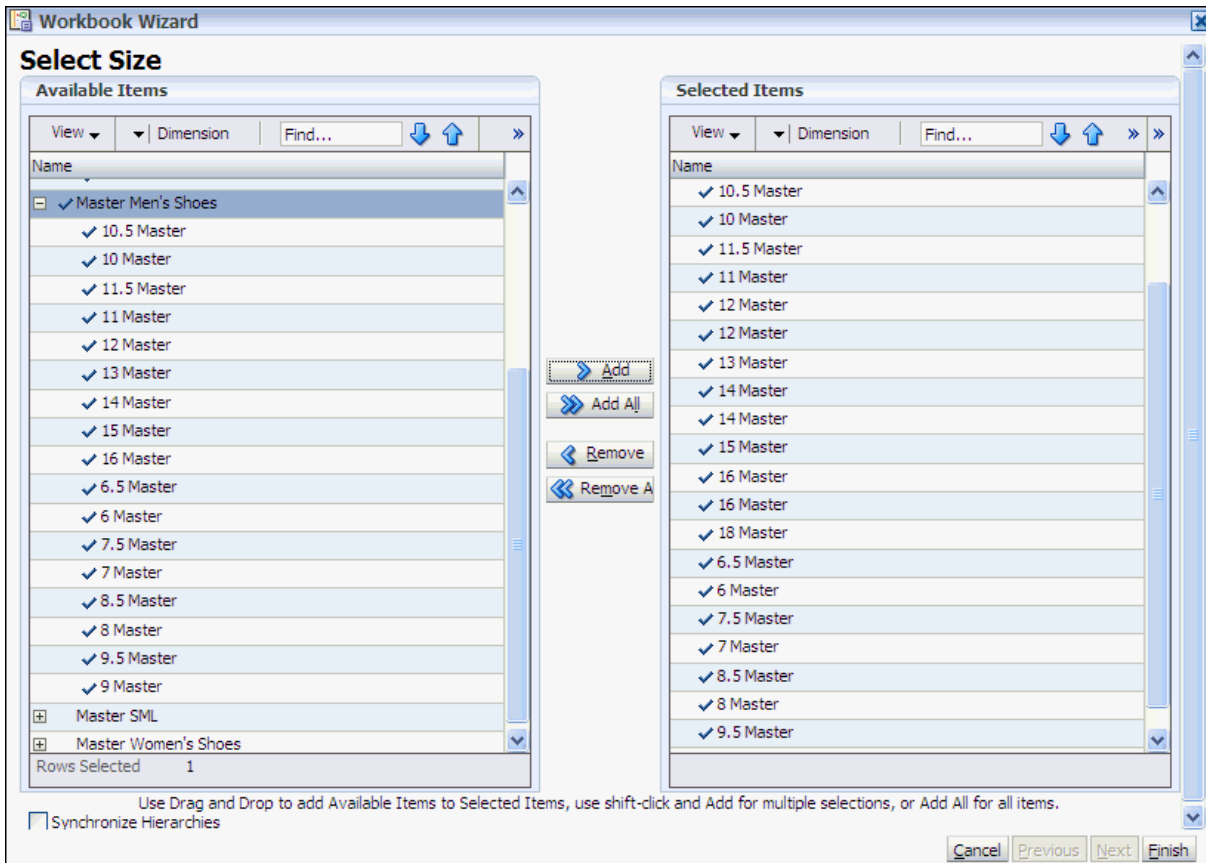 Workbook Wizard
Select Size
Available Items
View Dimension Find... »
Name
Master Men's Shoes
10.5 Master
10 Master
11.5 Master
11 Master
12 Master
13 Master
14 Master
15 Master
16 Master
6.5 Master
6 Master
7.5 Master
7 Master
8.5 Master
8 Master
9.5 Master
9 Master
Master SML
Master Women's Shoes
Rows Selected 1
Add
Add All
Remove
Remove A
Selected Items
View Dimension Find... » »
Name
10.5 Master
10 Master
11.5 Master
11 Master
12 Master
12 Master
13 Master
14 Master
14 Master
15 Master
16 Master
16 Master
18 Master
6.5 Master
6 Master
7.5 Master
7 Master
8.5 Master
8 Master
9.5 Master
Use Drag and Drop to add Available Items to Selected Items, use shift-click and Add for multiple selections, or Add All for all items.
Synchronize Hierarchies
Cancel Previous Next Finish